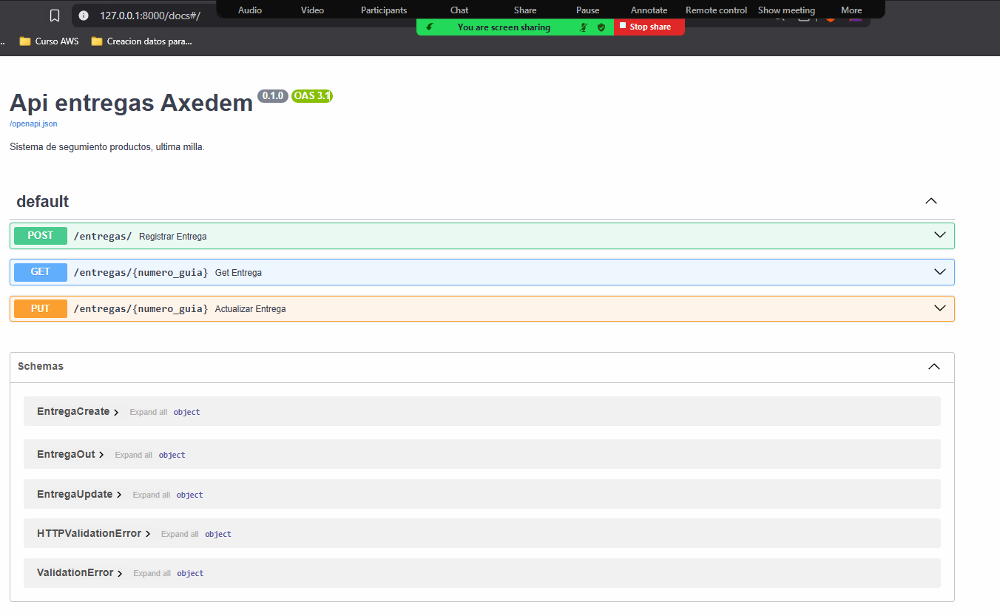 Audio Video Participants Chat Share Pause Annotate Remote control Show meeting More
127.0.0.1:8000/docs#/
You are screen sharing Stop share
.. Curso AWS Creacion datos para...
Api entregas Axedem 0.1.0 OAS 3.1
/openapi.json
Sistema de segumiento productos, ultima milla.
default
POST /entregas/ Registrar Entrega
GET /entregas/{numero_guia} Get Entrega
PUT /entregas/{numero_guia} Actualizar Entrega
Schemas
EntregaCreate Expand all object
EntregaOut Expand all object
EntregaUpdate Expand all object
HTTPValidationError Expand all object
ValidationError Expand all object